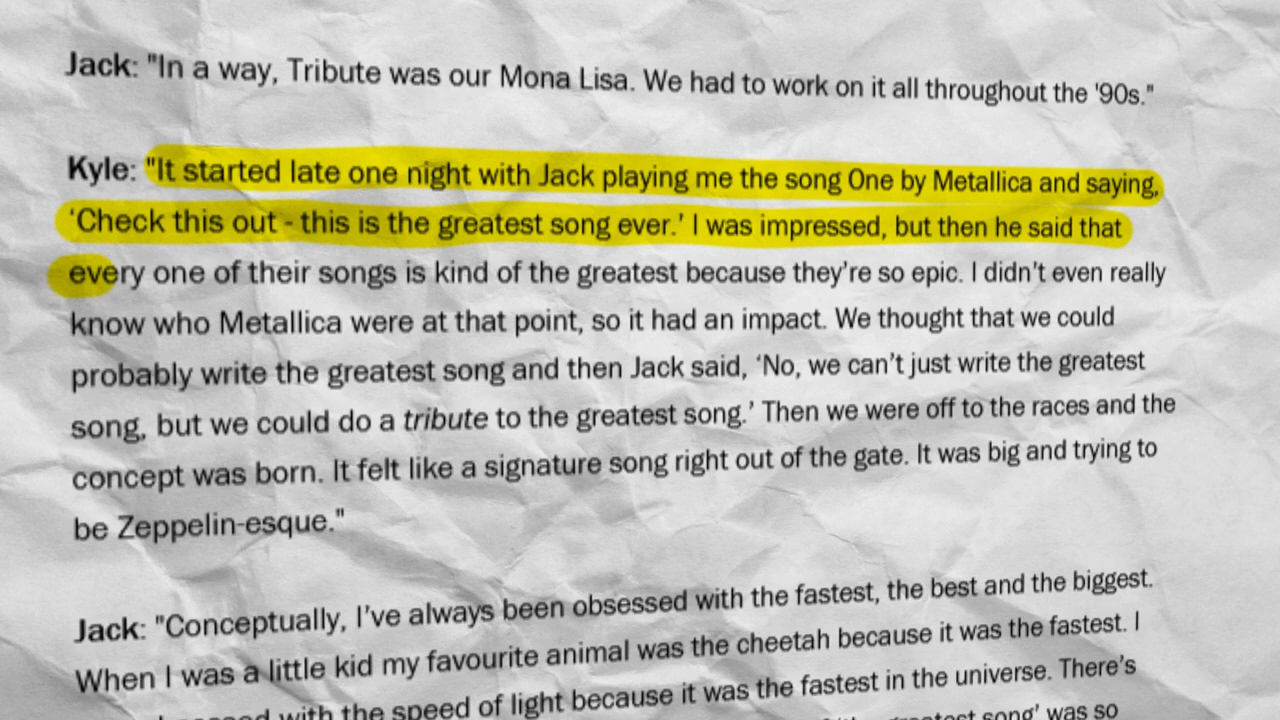 Jack: "In a way, Tribute was our Mona Lisa. We had to work on it all throughout the '90s."
Kyle: "It started late one night with Jack playing me the song One by Metallica and saying,
‘Check this out - this is the greatest song ever.’ I was impressed, but then he said that
every one of their songs is kind of the greatest because they’re so epic. I didn’t even really
know who Metallica were at that point, so it had an impact. We thought that we could
probably write the greatest song and then Jack said, ‘No, we can’t just write the greatest
song, but we could do a tribute to the greatest song.’ Then we were off to the races and the
concept was born. It felt like a signature song right out of the gate. It was big and trying to
be Zeppelin-esque."
Jack: "Conceptually, I’ve always been obsessed with the fastest, the best and the biggest.
When I was a little kid my favourite animal was the cheetah because it was the fastest. I
with the speed of light because it was the fastest in the universe. There’s
song’ was so